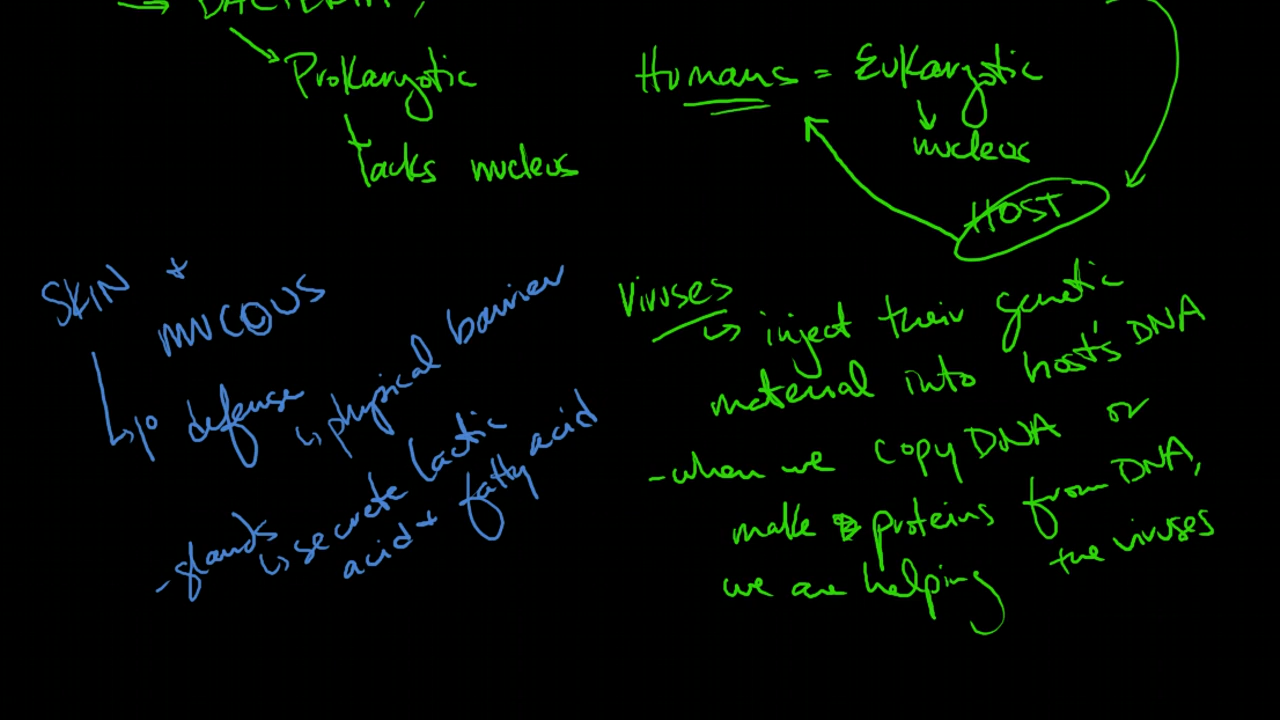 Prokaryotic
lacks nucleus
Humans = Eukaryotic
nucleus
HOST
SKIN +
MUCOUS
1° defense
physical barrier
- glands
secrete lactic
acid + fatty acid
Viruses
inject their genetic
material into host's DNA
- when we copy DNA or
make proteins from DNA,
we are helping the viruses